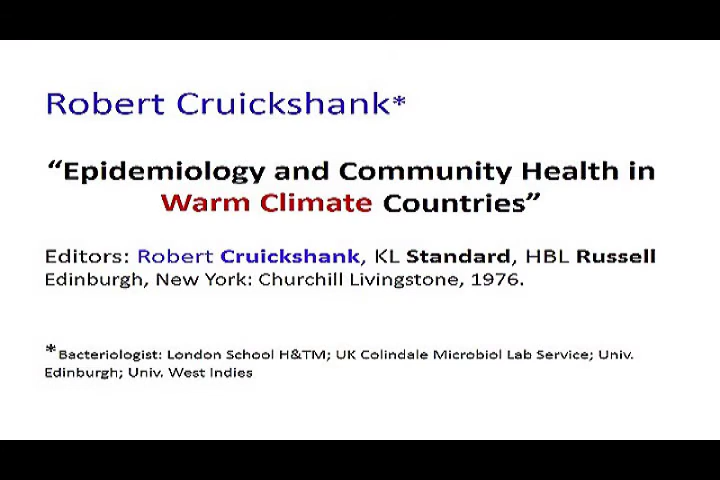 Robert Cruickshank*
“Epidemiology and Community Health in
Warm Climate Countries”
Editors: Robert Cruickshank, KL Standard, HBL Russell
Edinburgh, New York: Churchill Livingstone, 1976.
*Bacteriologist: London School H&TM; UK Colindale Microbiol Lab Service; Univ.
Edinburgh; Univ. West Indies